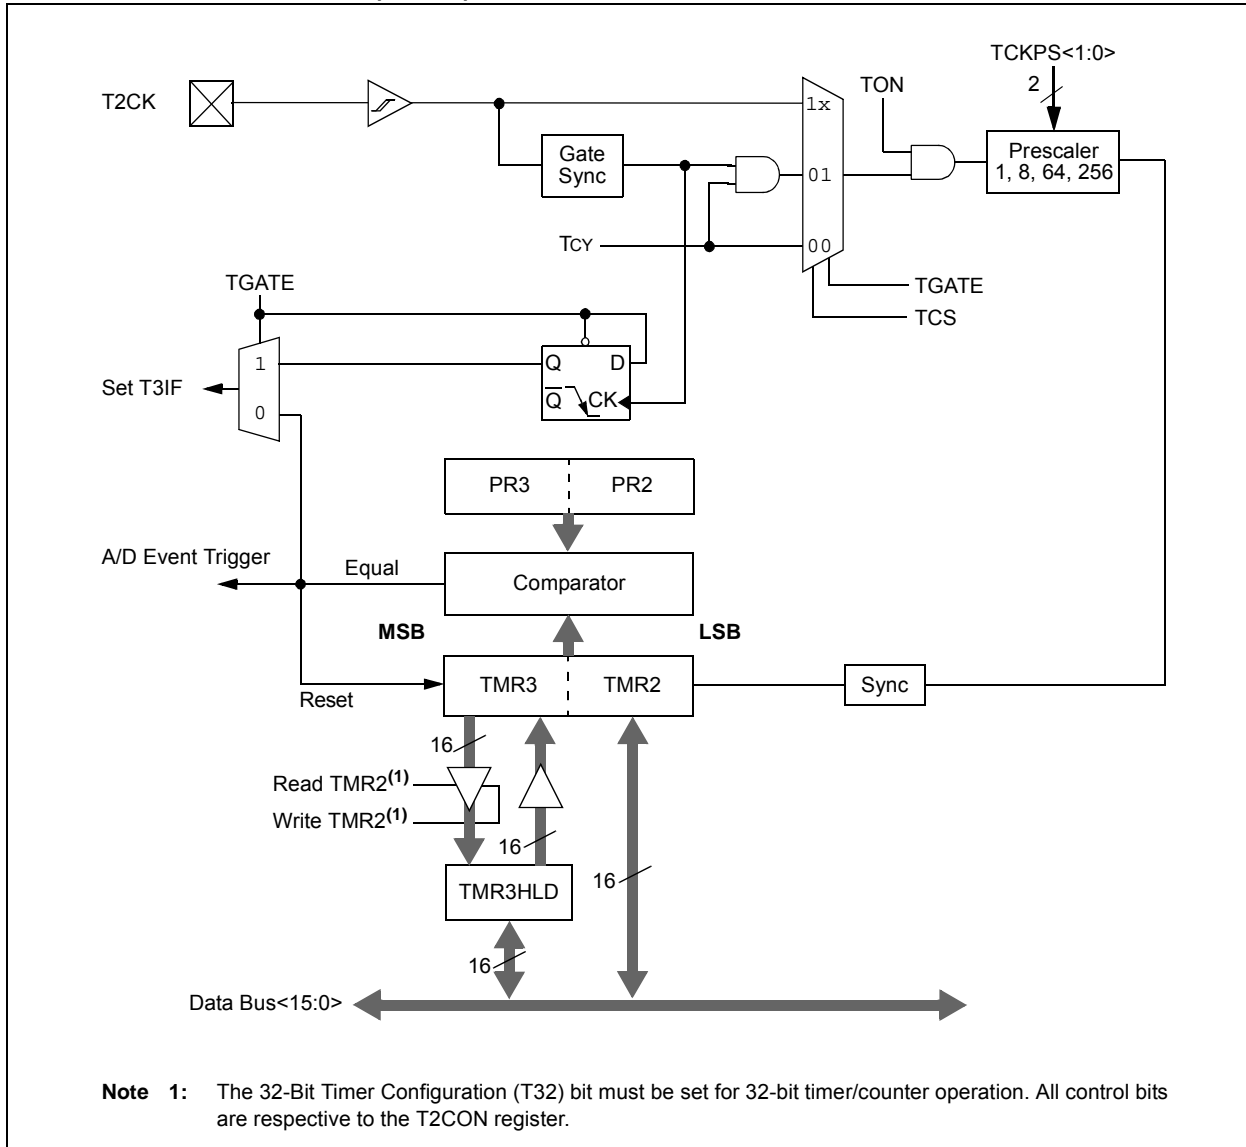 TCKPS<1:0>
2
T2CK
1x
TON
Gate
Sync
Prescaler
1, 8, 64, 256
01
TCY
00
TGATE
TGATE
TCS
1
Q
D
Set T3IF
Q
CK
0
PR3
PR2
A/D Event Trigger
Equal
Comparator
MSB
LSB
TMR3
TMR2
Sync
Reset
16
Read TMR2(1)
Write TMR2(1)
16
16
TMR3HLD
16
Data Bus<15:0>
Note 1: The 32-Bit Timer Configuration (T32) bit must be set for 32-bit timer/counter operation. All control bits
are respective to the T2CON register.